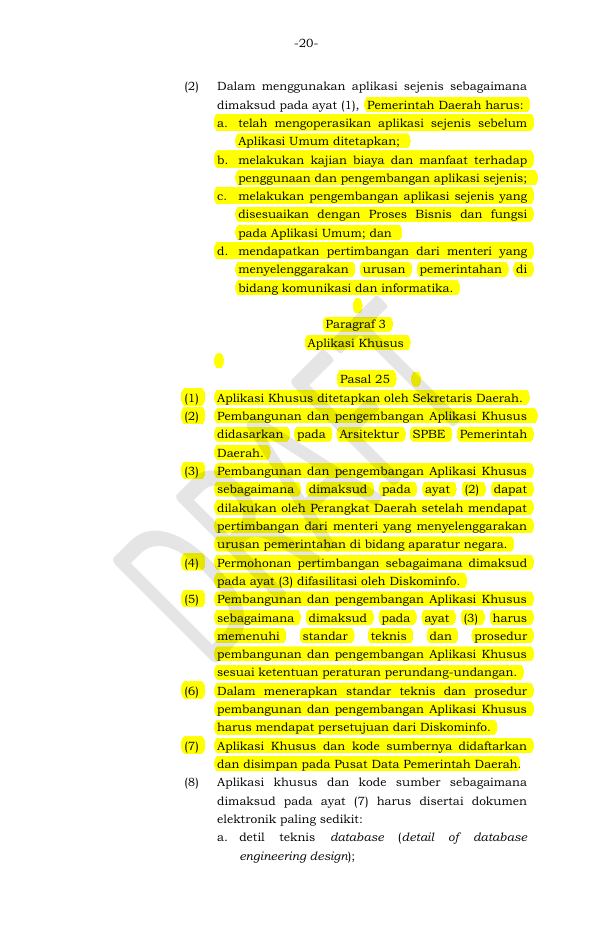 -20-
(2) Dalam menggunakan aplikasi sejenis sebagaimana
dimaksud pada ayat (1), Pemerintah Daerah harus:
a. telah mengoperasikan aplikasi sejenis sebelum
Aplikasi Umum ditetapkan;
b. melakukan kajian biaya dan manfaat terhadap
penggunaan dan pengembangan aplikasi sejenis;
c. melakukan pengembangan aplikasi sejenis yang
disesuaikan dengan Proses Bisnis dan fungsi
pada Aplikasi Umum; dan
d. mendapatkan pertimbangan dari menteri yang
menyelenggarakan urusan pemerintahan di
bidang komunikasi dan informatika.
Paragraf 3
Aplikasi Khusus
Pasal 25
(1) Aplikasi Khusus ditetapkan oleh Sekretaris Daerah.
(2) Pembangunan dan pengembangan Aplikasi Khusus
didasarkan pada Arsitektur SPBE Pemerintah
Daerah.
(3) Pembangunan dan pengembangan Aplikasi Khusus
sebagaimana dimaksud pada ayat (2) dapat
dilakukan oleh Perangkat Daerah setelah mendapat
pertimbangan dari menteri yang menyelenggarakan
urusan pemerintahan di bidang aparatur negara.
(4) Permohonan pertimbangan sebagaimana dimaksud
pada ayat (3) difasilitasi oleh Diskominfo.
(5) Pembangunan dan pengembangan Aplikasi Khusus
sebagaimana dimaksud pada ayat (3) harus
memenuhi standar teknis dan prosedur
pembangunan dan pengembangan Aplikasi Khusus
sesuai ketentuan peraturan perundang-undangan.
(6) Dalam menerapkan standar teknis dan prosedur
pembangunan dan pengembangan Aplikasi Khusus
harus mendapat persetujuan dari Diskominfo.
(7) Aplikasi Khusus dan kode sumbernya didaftarkan
dan disimpan pada Pusat Data Pemerintah Daerah.
(8) Aplikasi khusus dan kode sumber sebagaimana
dimaksud pada ayat (7) harus disertai dokumen
elektronik paling sedikit:
a. detil teknis database (detail of database
engineering design);
DRAFT